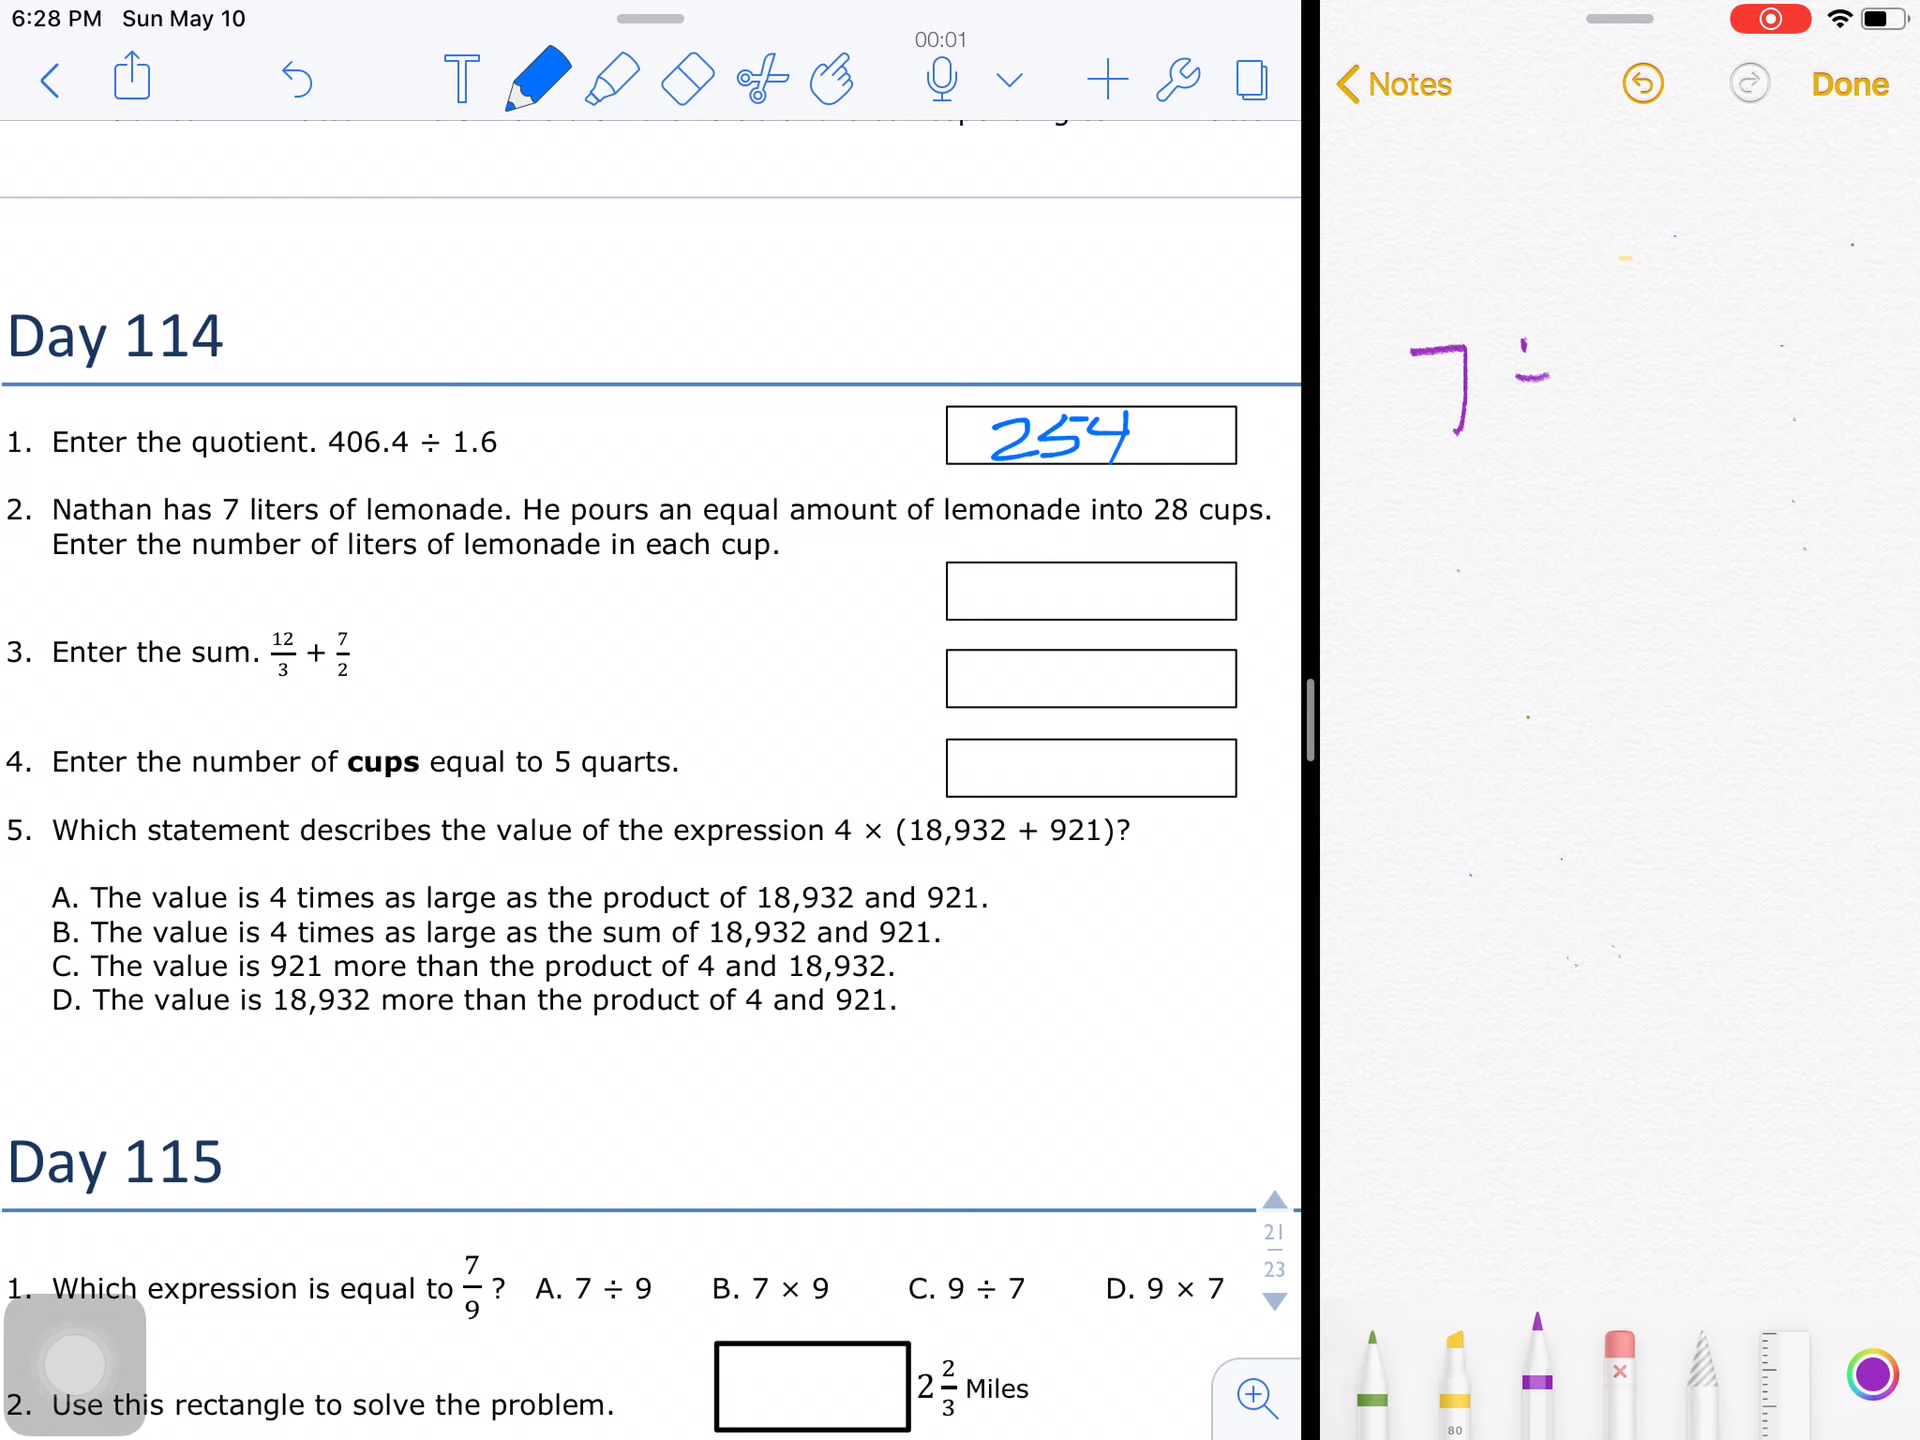 6:28 PM Sun May 10
00:01
Notes
Done
Day 114
1. Enter the quotient. 406.4 ÷ 1.6
254
2. Nathan has 7 liters of lemonade. He pours an equal amount of lemonade into 28 cups.
Enter the number of liters of lemonade in each cup.
3. Enter the sum. 12/3 + 7/2
4. Enter the number of cups equal to 5 quarts.
5. Which statement describes the value of the expression 4 × (18,932 + 921)?
A. The value is 4 times as large as the product of 18,932 and 921.
B. The value is 4 times as large as the sum of 18,932 and 921.
C. The value is 921 more than the product of 4 and 18,932.
D. The value is 18,932 more than the product of 4 and 921.
Day 115
21
23
1. Which expression is equal to 7/9 ? A. 7 ÷ 9 B. 7 × 9 C. 9 ÷ 7 D. 9 × 7
2. Use this rectangle to solve the problem.
2 2/3 Miles
7 ÷
80